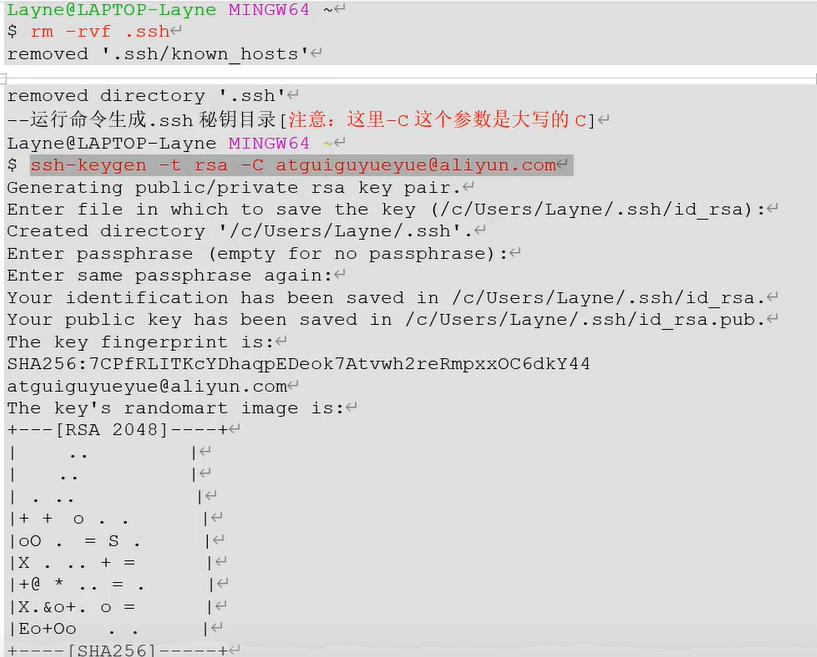 Layne@LAPTOP-Layne MINGW64 ~↵
$ rm -rvf .ssh↵
removed '.ssh/known_hosts'↵
removed directory '.ssh'↵
--运行命令生成.ssh 秘钥目录[注意：这里-C 这个参数是大写的 C]↵
Layne@LAPTOP-Layne MINGW64 ~↵
$ ssh-keygen -t rsa -C atguiguyueyue@aliyun.com↵
Generating public/private rsa key pair.↵
Enter file in which to save the key (/c/Users/Layne/.ssh/id_rsa):↵
Created directory '/c/Users/Layne/.ssh'.↵
Enter passphrase (empty for no passphrase):↵
Enter same passphrase again:↵
Your identification has been saved in /c/Users/Layne/.ssh/id_rsa.↵
Your public key has been saved in /c/Users/Layne/.ssh/id_rsa.pub.↵
The key fingerprint is:↵
SHA256:7CPfRLITKcYDhaqpEDeok7Atvwh2reRmpxxOC6dkY44
atguiguyueyue@aliyun.com↵
The key's randomart image is:↵
+---[RSA 2048]----+↵
|     ..          |↵
|    ..           |↵
| . ..            |↵
|+ +  o . .       |↵
|oO .  = S .      |↵
|X . .. + =       |↵
|+@ * .. = .      |↵
|X.&o+. o =       |↵
|Eo+Oo   . .      |↵
+----[SHA256]-----+↵